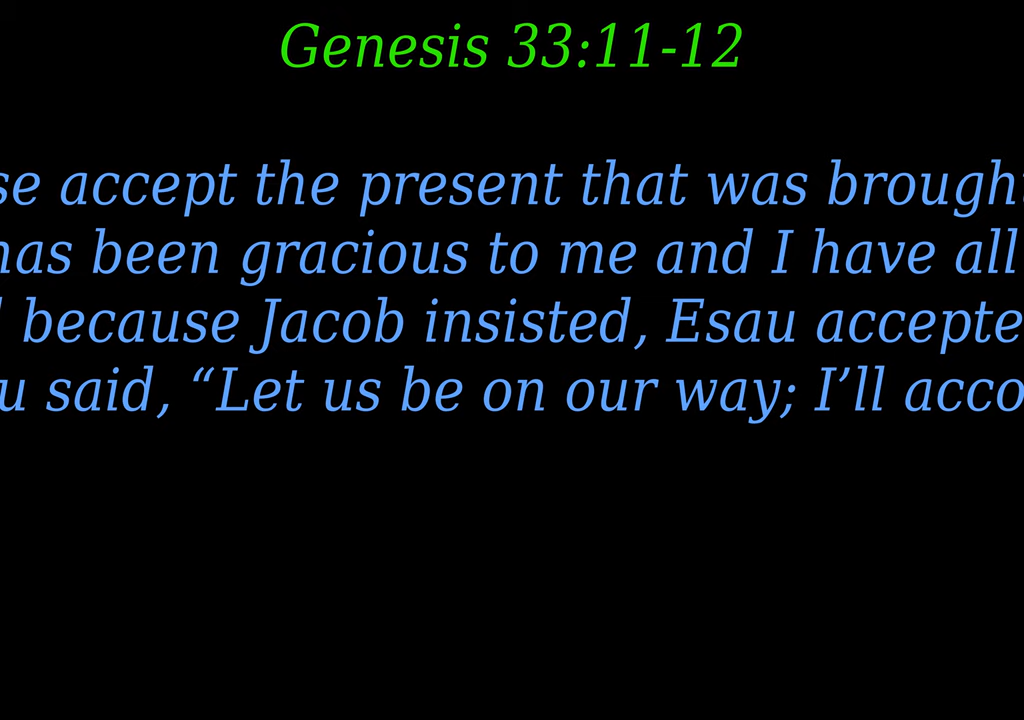 Genesis 33:11-12
se accept the present that was brought
has been gracious to me and I have all
because Jacob insisted, Esau accepte
u said, “Let us be on our way; I’ll acco